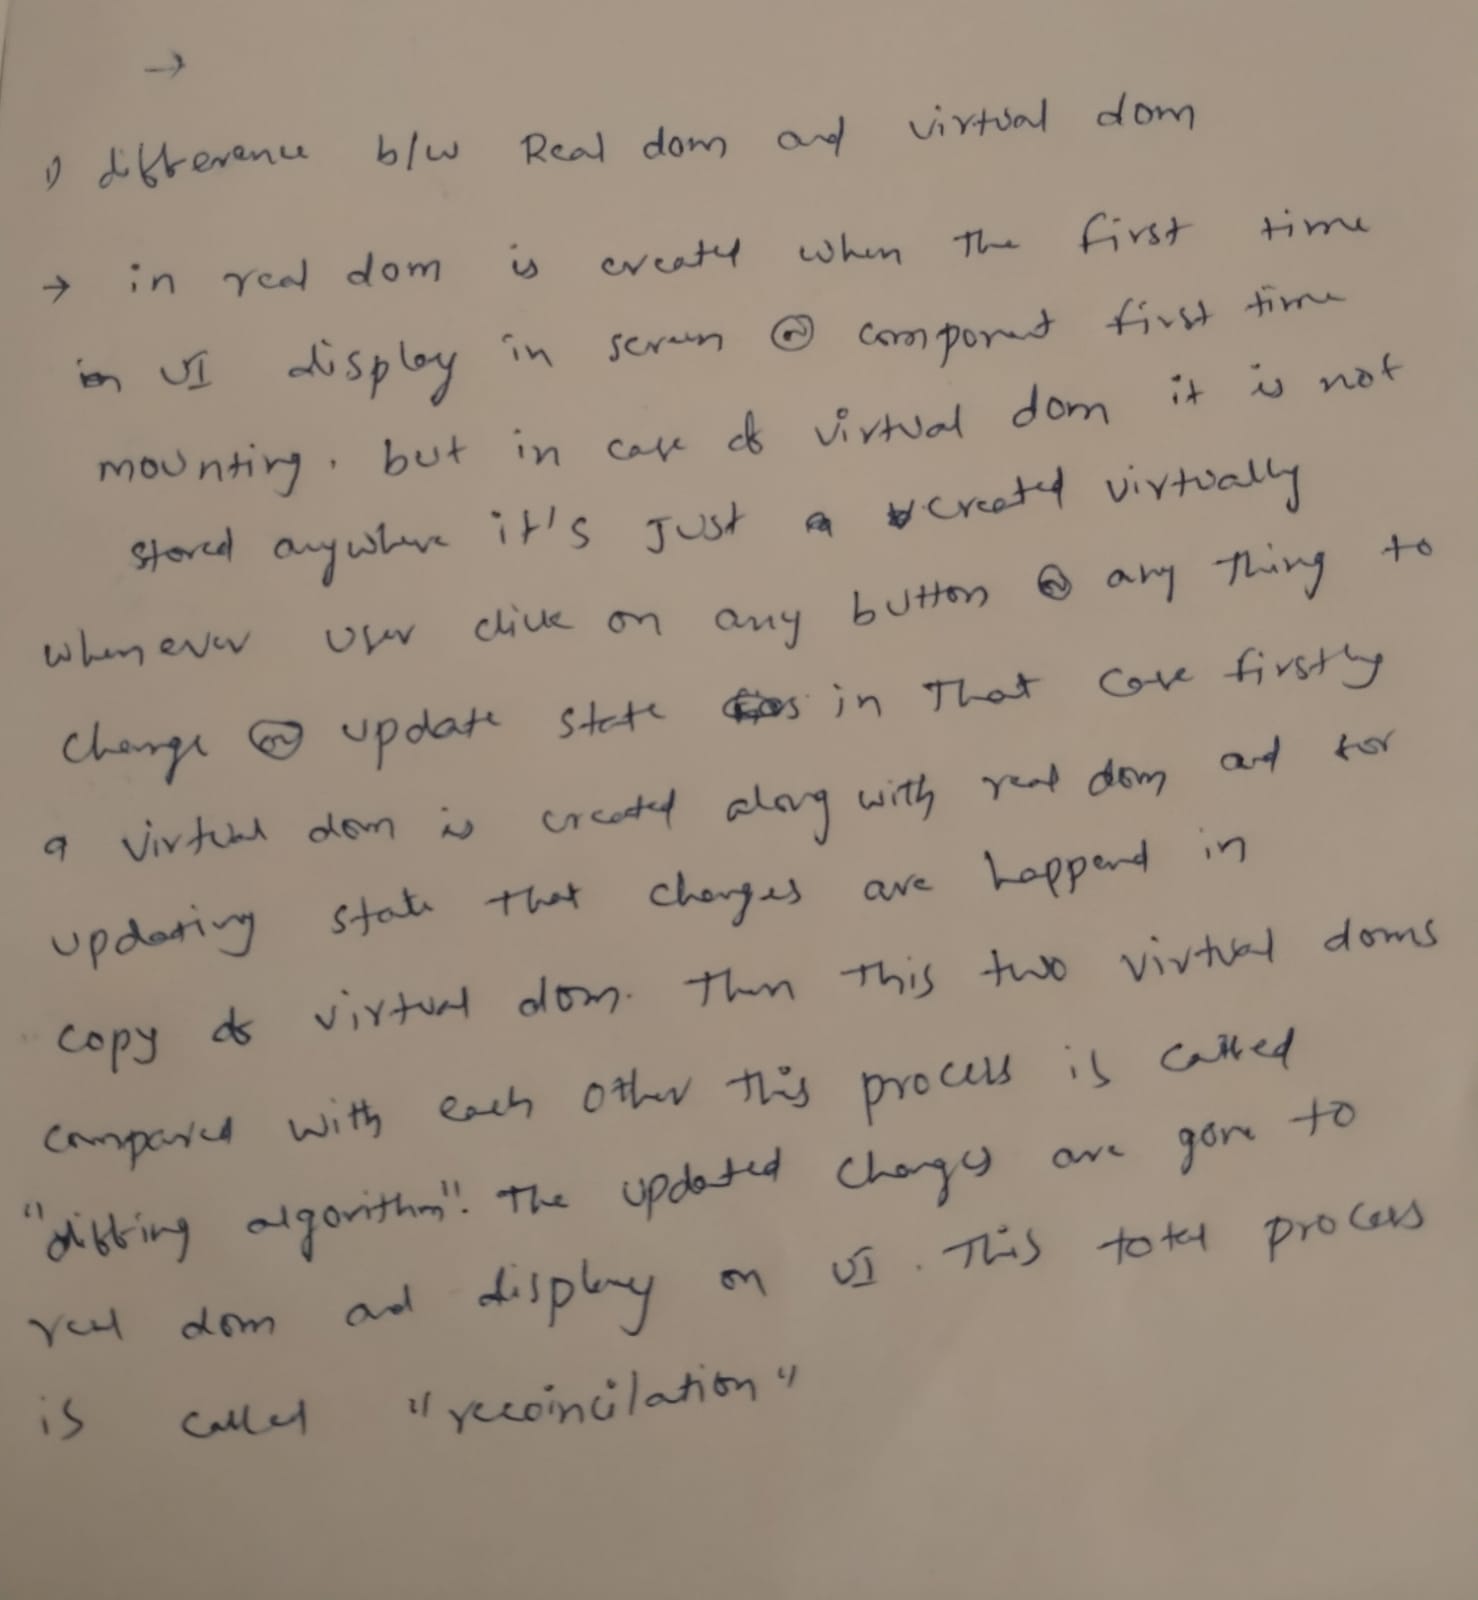 →
1) difference b/w Real dom and virtual dom
→ in real dom is created when the first time
in UI display in screen or component first time
mounting. but in case of virtual dom it is not
stored anywhere it's Just a created virtually
whenever user click on any button or any thing to
change or update state in that case firstly
a virtual dom is created along with real dom and for
updating state that changes are happend in
copy of virtual dom. then this two virtual doms
compared with each other this process is called
"diffing algorithm". The updated changes are gone to
real dom and display on UI. This total process
is called "recoincilation"